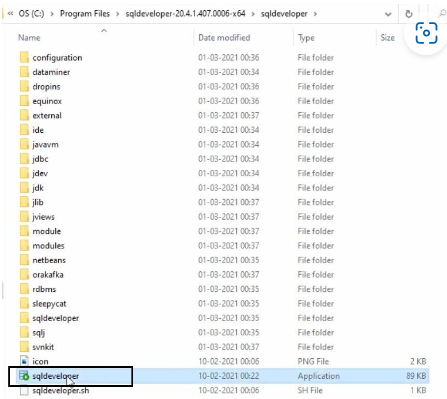 « OS (C:) > Program Files > sqldeveloper-20.4.1.407.0006-x64 > sqldeveloper >
Name Date modified Type Size
configuration 01-03-2021 00:36 File folder
dataminer 01-03-2021 00:34 File folder
dropins 01-03-2021 00:36 File folder
equinox 01-03-2021 00:36 File folder
external 01-03-2021 00:37 File folder
ide 01-03-2021 00:34 File folder
javavm 01-03-2021 00:34 File folder
jdbc 01-03-2021 00:34 File folder
jdev 01-03-2021 00:34 File folder
jdk 01-03-2021 00:34 File folder
jlib 01-03-2021 00:37 File folder
jviews 01-03-2021 00:37 File folder
module 01-03-2021 00:37 File folder
modules 01-03-2021 00:37 File folder
netbeans 01-03-2021 00:35 File folder
orakafka 01-03-2021 00:34 File folder
rdbms 01-03-2021 00:35 File folder
sleepycat 01-03-2021 00:35 File folder
sqldeveloper 01-03-2021 00:35 File folder
sqlj 01-03-2021 00:37 File folder
svnkit 01-03-2021 00:37 File folder
icon 10-02-2021 00:06 PNG File 2 KB
sqldeveloper 10-02-2021 00:22 Application 89 KB
sqldeveloper.sh 10-02-2021 00:06 SH File 1 KB